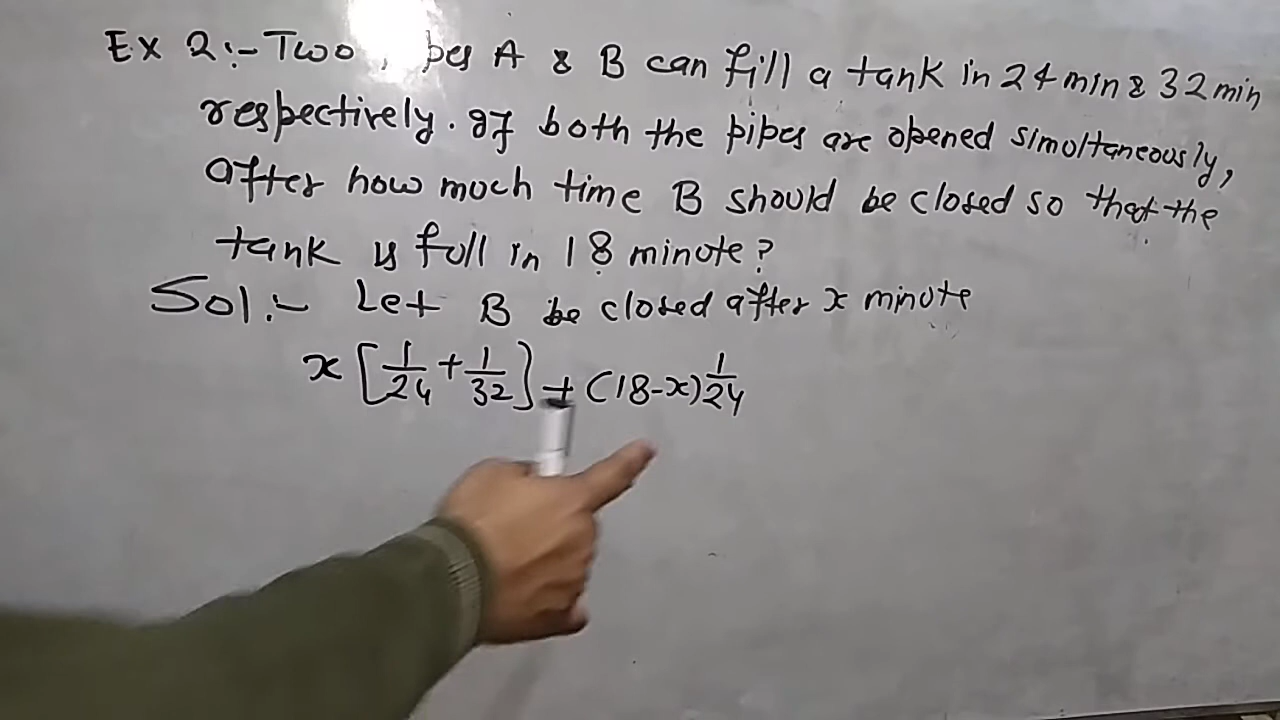 Ex 2:- Two pes A & B can fill a tank in 24 min & 32 min
respectively. If both the pipes are opened simultaneously,
after how much time B should be closed so that the
tank is full in 18 minute?
Sol:- Let B be closed after x minute
x [1/24 + 1/32] + (18-x) 1/24